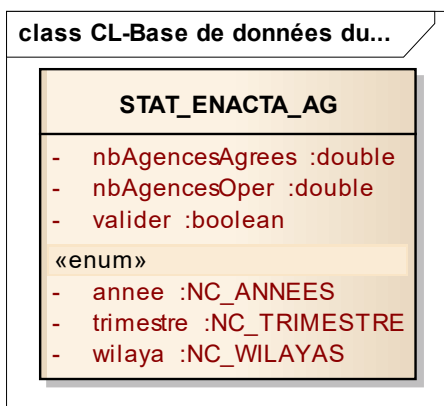 class CL-Base de données du...
STAT_ENACTA_AG
- nbAgencesAgrees :double
- nbAgencesOper :double
- valider :boolean
«enum»
- annee :NC_ANNEES
- trimestre :NC_TRIMESTRE
- wilaya :NC_WILAYAS